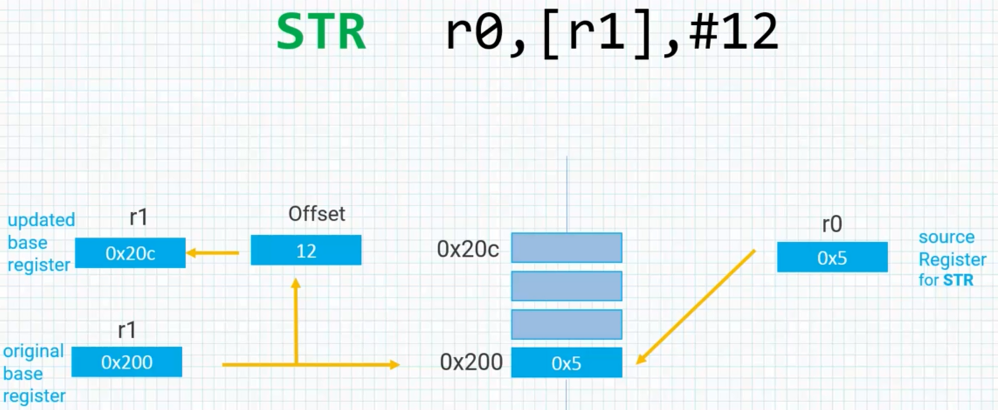 STR r0,[r1],#12
updated
base
register
r1
0x20c
Offset
12
0x20c
r0
0x5
source
Register
for STR
original
base
register
r1
0x200
0x200
0x5